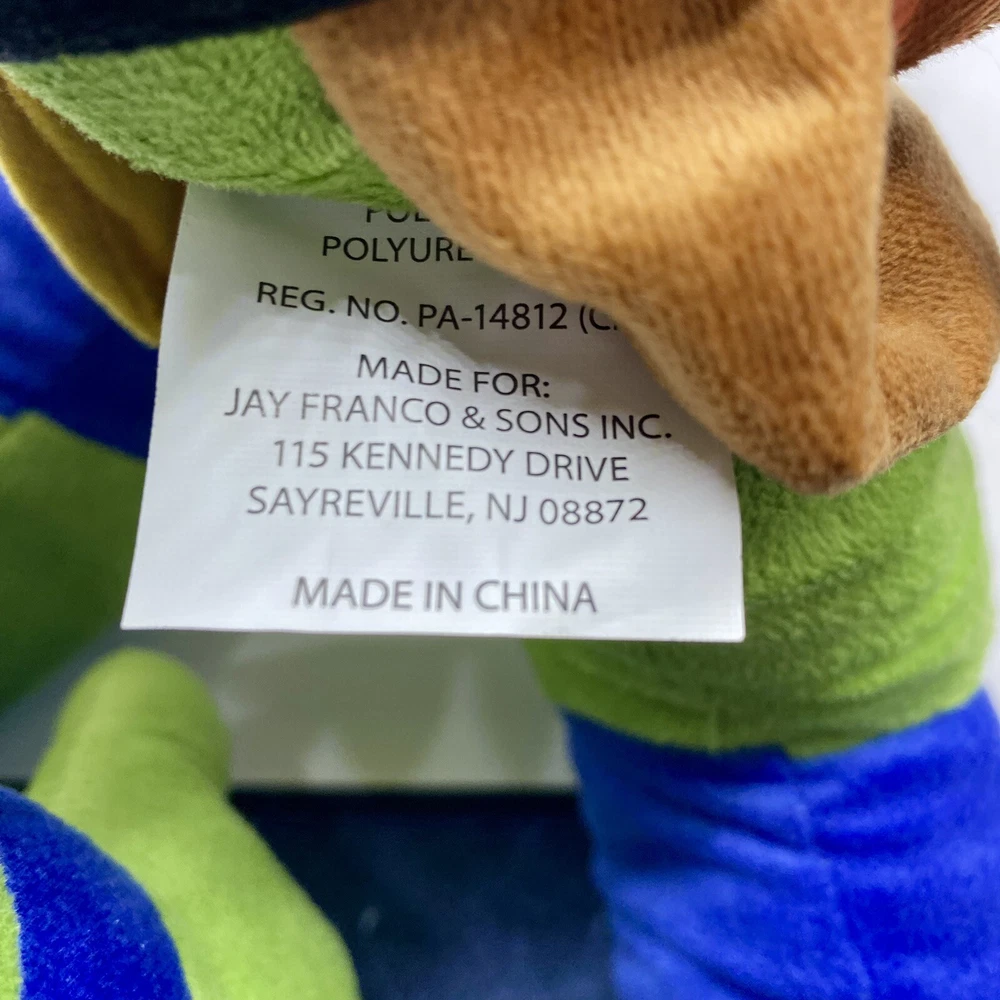 REG. NO. PA-14812
MADE FOR:
JAY FRANCO & SONS INC.
115 KENNEDY DRIVE
SAYREVILLE, NJ 08872
MADE IN CHINA